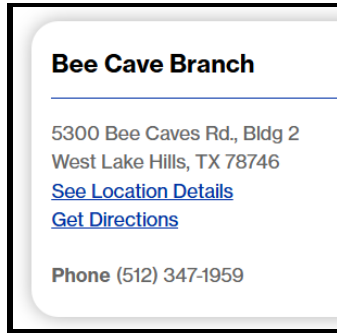 Bee Cave Branch
5300 Bee Caves Rd., Bldg 2
West Lake Hills, TX 78746
See Location Details
Get Directions
Phone (512) 347-1959